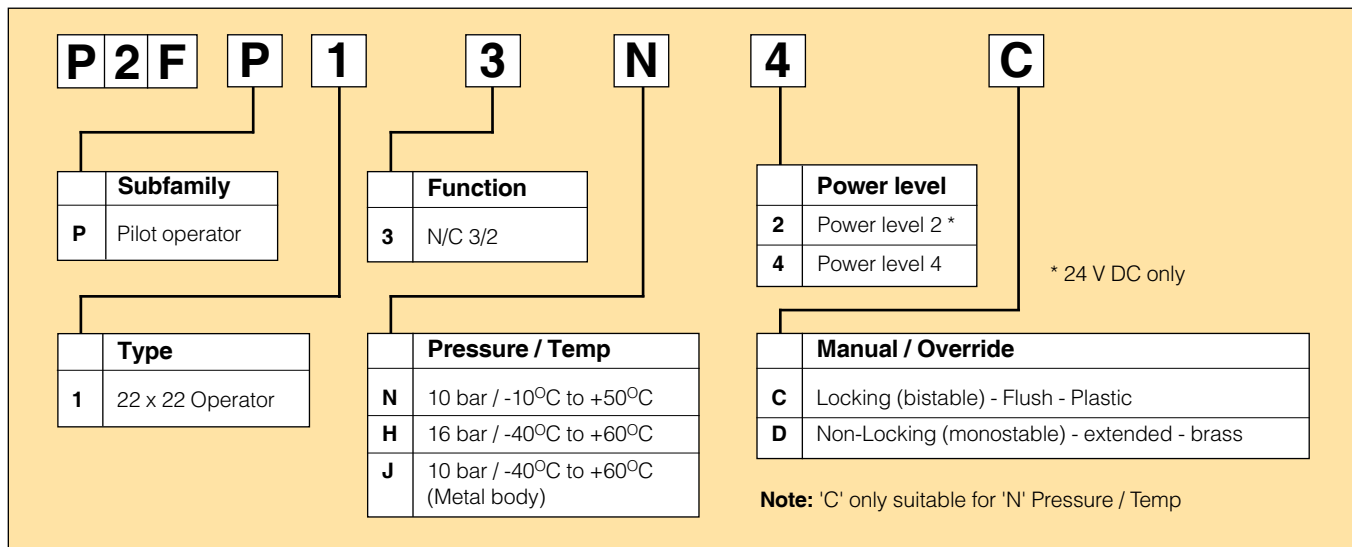 P2F P 1 3 N 4 C
Subfamily
P Pilot operator
Type
1 22 x 22 Operator
Function
3 N/C 3/2
Pressure / Temp
N 10 bar / -10ᴼC to +50ᴼC
H 16 bar / -40ᴼC to +60ᴼC
J 10 bar / -40ᴼC to +60ᴼC
(Metal body)
Power level
2 Power level 2 *
4 Power level 4
* 24 V DC only
Manual / Override
C Locking (bistable) - Flush - Plastic
D Non-Locking (monostable) - extended - brass
Note: 'C' only suitable for 'N' Pressure / Temp